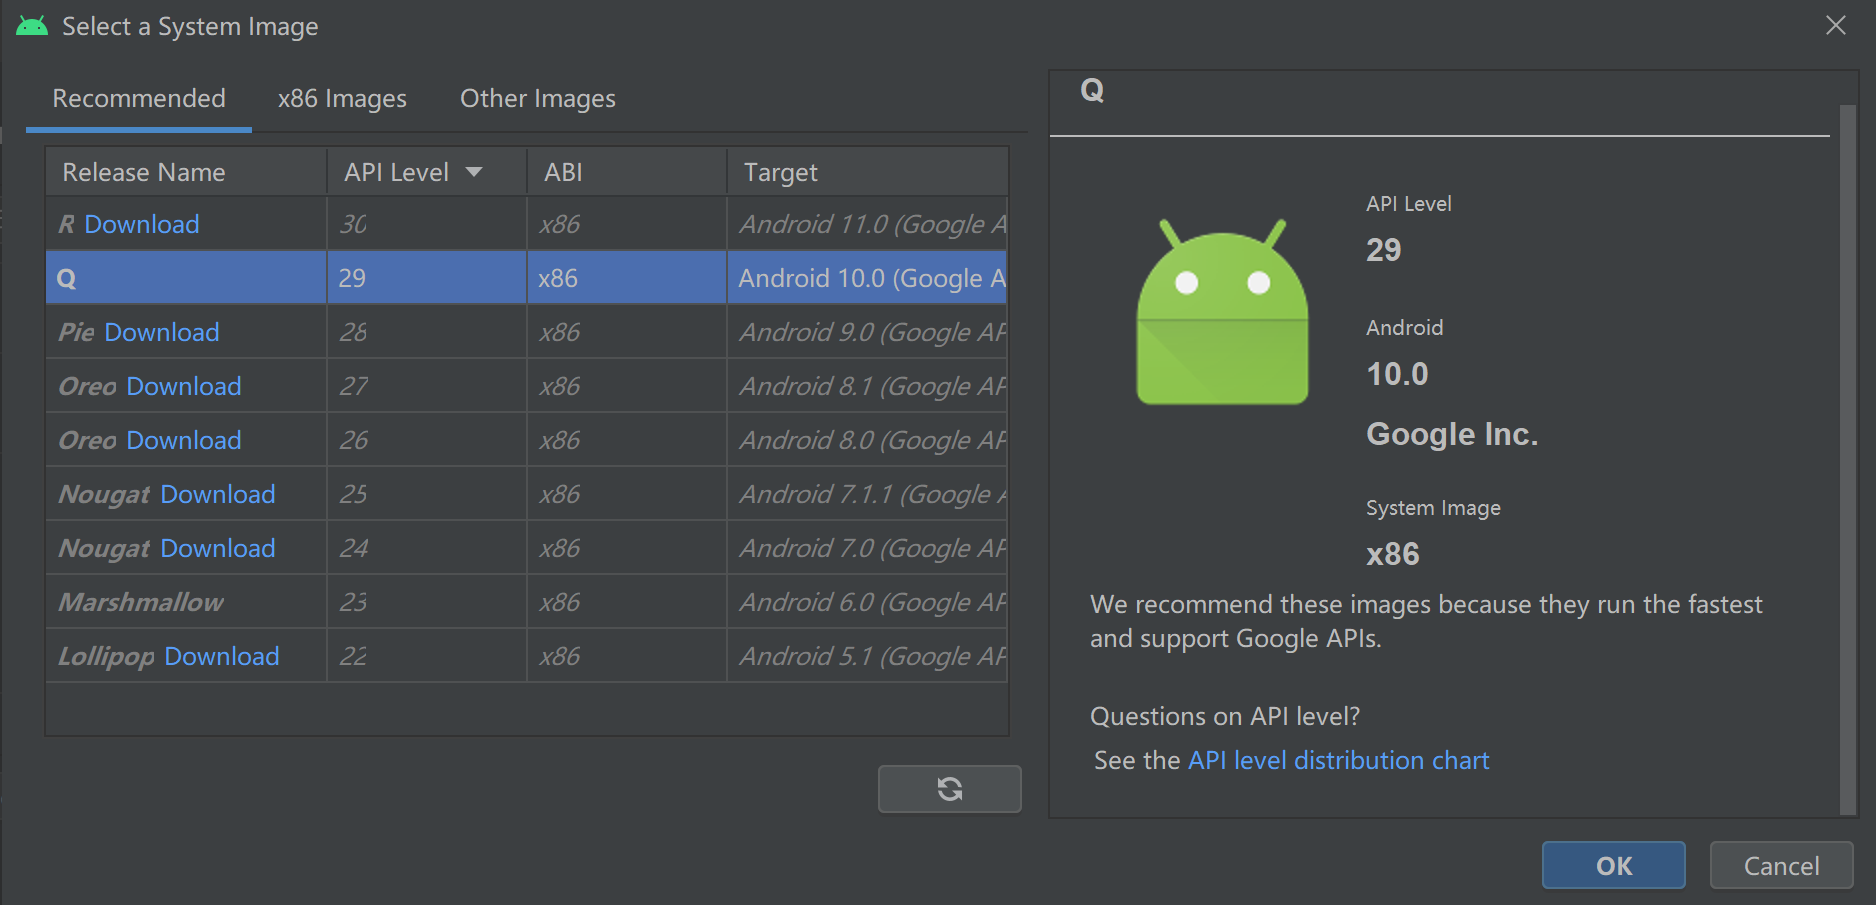 Select a System Image
Recommended x86 Images Other Images
Release Name API Level ABI Target
R Download 30 x86 Android 11.0 (Google A
Q 29 x86 Android 10.0 (Google A
Pie Download 28 x86 Android 9.0 (Google AP
Oreo Download 27 x86 Android 8.1 (Google AP
Oreo Download 26 x86 Android 8.0 (Google AP
Nougat Download 25 x86 Android 7.1.1 (Google A
Nougat Download 24 x86 Android 7.0 (Google AP
Marshmallow 23 x86 Android 6.0 (Google AP
Lollipop Download 22 x86 Android 5.1 (Google AP
Q
API Level
29
Android
10.0
Google Inc.
System Image
x86
We recommend these images because they run the fastest
and support Google APIs.
Questions on API level?
See the API level distribution chart
OK Cancel